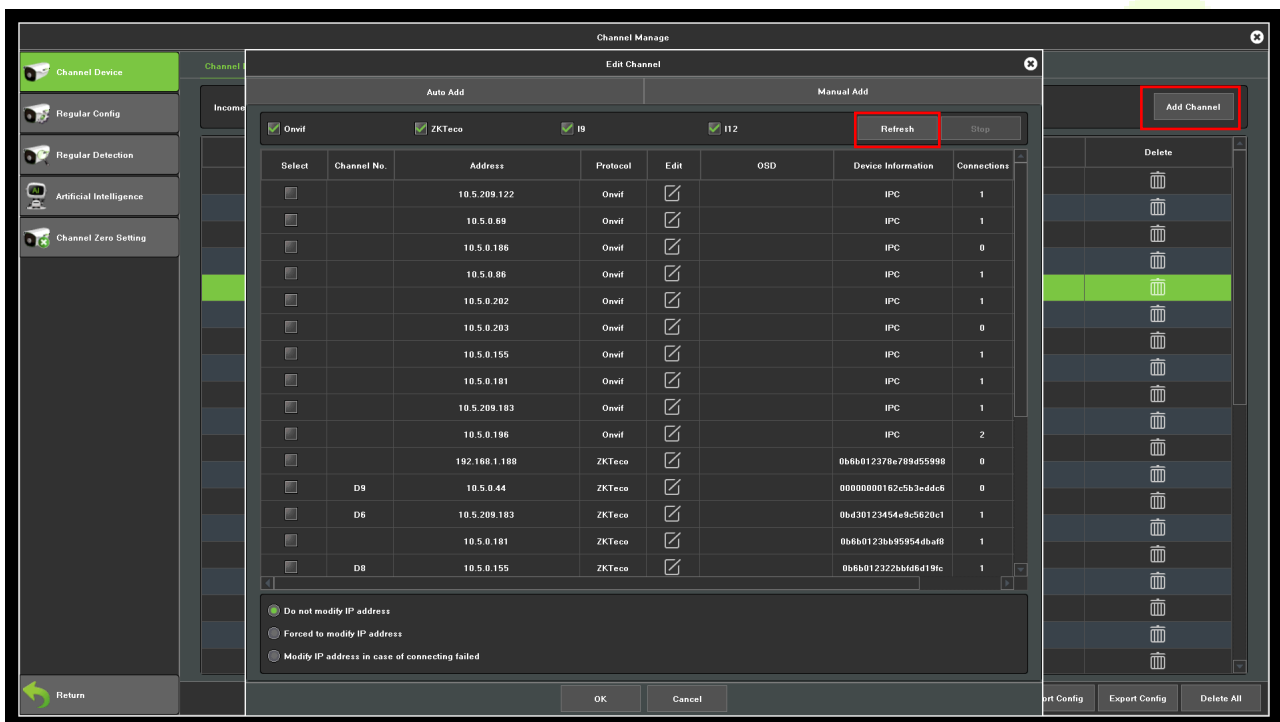 Channel Manage
Channel Device
Channel
Edit Channel
Auto Add
Manual Add
Regular Config
Income
Add Channel
Onvif
ZKTeco
I9
I12
Refresh
Stop
Regular Detection
Select Channel No. Address Protocol Edit OSD Device Information Connections
Delete
Artificial Intelligence
Channel Zero Setting
10.5.209.122 Onvif IPC 1
10.5.0.69 Onvif IPC 1
10.5.0.186 Onvif IPC 0
10.5.0.86 Onvif IPC 1
10.5.0.202 Onvif IPC 1
10.5.0.203 Onvif IPC 0
10.5.0.155 Onvif IPC 1
10.5.0.181 Onvif IPC 1
10.5.209.183 Onvif IPC 1
10.5.0.196 Onvif IPC 2
192.168.1.188 ZKTeco 0b6b012378e789d55998 0
D9 10.5.0.44 ZKTeco 00000000162c5b3eddc6 0
D6 10.5.209.183 ZKTeco 0bd30123454e9c5620c1 1
10.5.0.181 ZKTeco 0b6b0123bb95954dbaf8 1
D8 10.5.0.155 ZKTeco 0b6b012322bbfd6d19fc 1
Do not modify IP address
Forced to modify IP address
Modify IP address in case of connecting failed
Return
OK
Cancel
ort Config
Export Config
Delete All